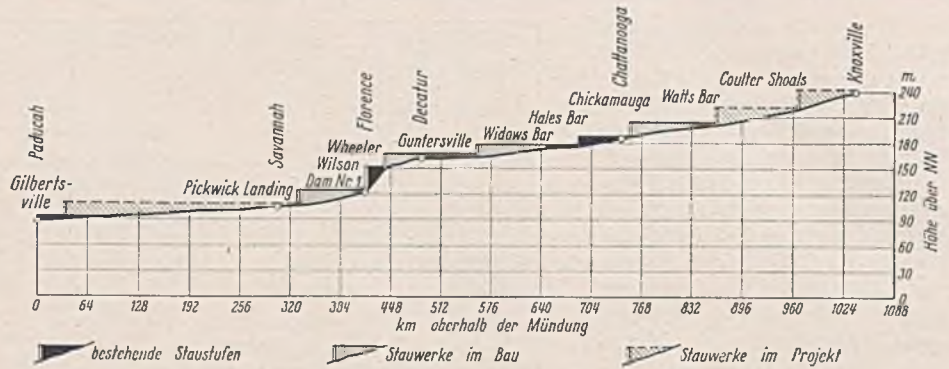 Paducah
Savannah
Florence
Decatur
Chattanooga
Knoxville
Gilberts-
ville
Pickwick Landing
Dam Nr. 1
Wilson
Wheeler
Guntersville
Widows Bar
Hales Bar
Chickamauga
Watts Bar
Coulter Shoals
m.
240
210
180
150
120
90
60
30
0
Höhe über NN
0 64 128 192 256 320 384 448 512 576 640 704 768 832 896 960 1024 1088
km oberhalb der Mündung
bestehende Staustufen Stauwerke im Bau Stauwerke im Projekt